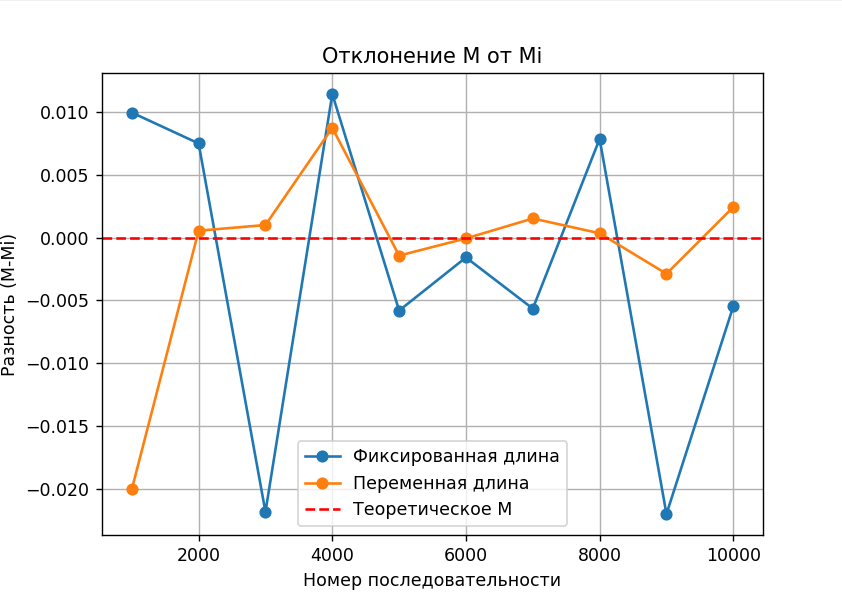 Отклонение M от Mi
Разность (M-Mi)
0.010
0.005
0.000
−0.005
−0.010
−0.015
−0.020
Фиксированная длина
Переменная длина
Теоретическое M
2000 4000 6000 8000 10000
Номер последовательности